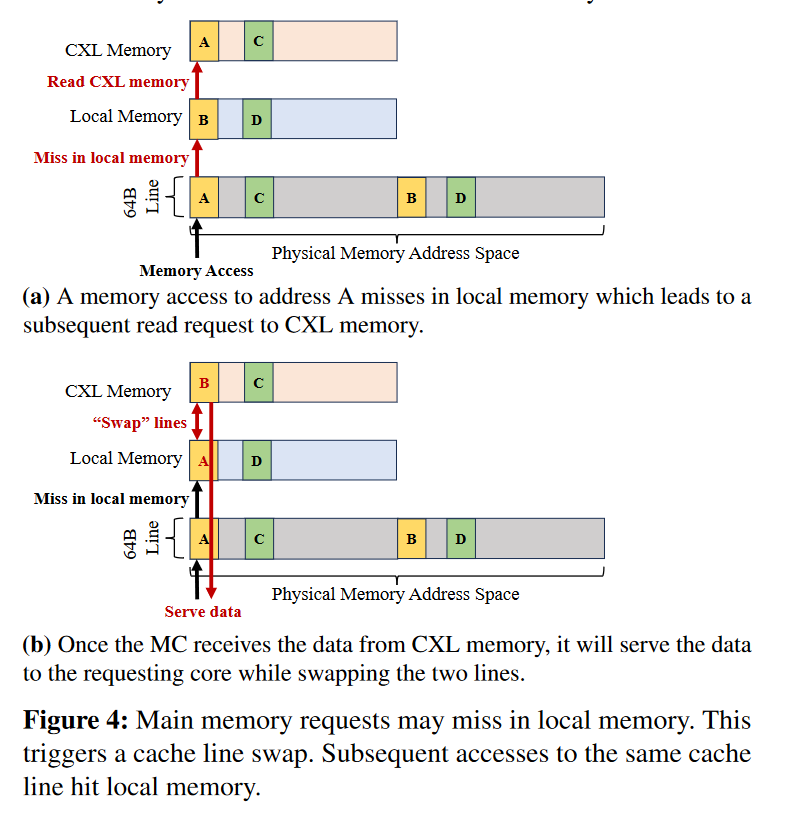 CXL Memory
A
C
Read CXL memory
Local Memory
B
D
Miss in local memory
64B
Line
A
C
B
D
Physical Memory Address Space
Memory Access
(a) A memory access to address A misses in local memory which leads to a
subsequent read request to CXL memory.
CXL Memory
B
C
“Swap” lines
Local Memory
A
D
Miss in local memory
64B
Line
A
C
B
D
Physical Memory Address Space
Serve data
(b) Once the MC receives the data from CXL memory, it will serve the data
to the requesting core while swapping the two lines.
Figure 4: Main memory requests may miss in local memory. This
triggers a cache line swap. Subsequent accesses to the same cache
line hit local memory.